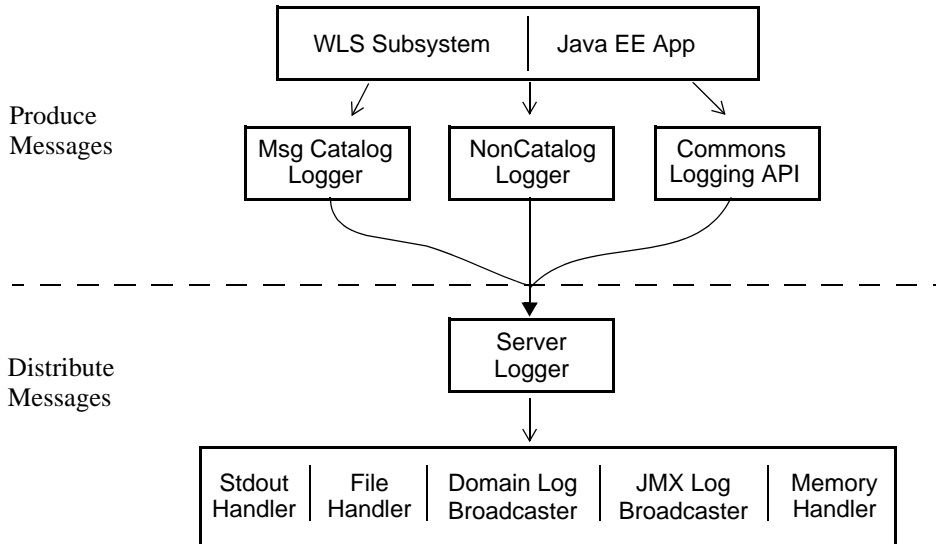 WLS Subsystem
Java EE App
Produce
Messages
Msg Catalog
Logger
NonCatalog
Logger
Commons
Logging API
Server
Logger
Distribute
Messages
Stdout
Handler
File
Handler
Domain Log
Broadcaster
JMX Log
Broadcaster
Memory
Handler